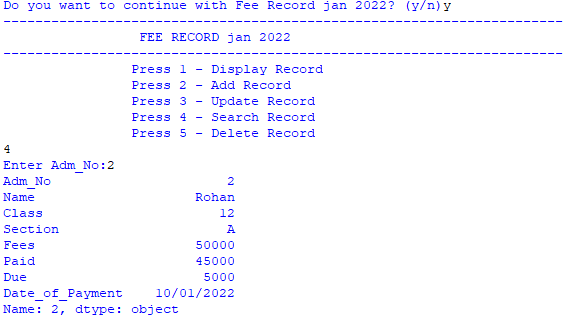 Do you want to continue with Fee Record jan 2022? (y/n)y
--------------------------------------------------------------------------------
FEE RECORD jan 2022
--------------------------------------------------------------------------------
Press 1 - Display Record
Press 2 - Add Record
Press 3 - Update Record
Press 4 - Search Record
Press 5 - Delete Record
4
Enter Adm_No:2
Adm_No 2
Name Rohan
Class 12
Section A
Fees 50000
Paid 45000
Due 5000
Date_of_Payment 10/01/2022
Name: 2, dtype: object